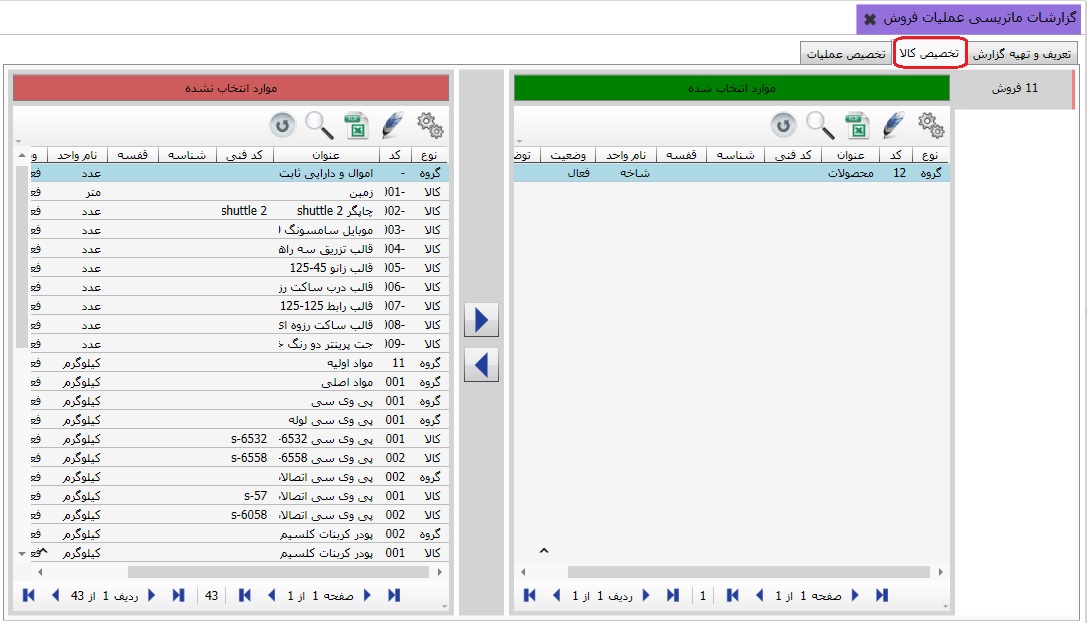 گزارشات ماتریسی عملیات فروش ✖
تعریف و تهیه گزارش تخصیص کالا تخصیص عملیات
11 فروش
موارد انتخاب شده
نوع کد عنوان کد فنی شناسه قفسه نام واحد وضعیت توض
گروه 12 محصولات شاخه فعال
صفحه 1 از 1 1 ردیف 1 از 1
موارد انتخاب نشده
نوع کد عنوان کد فنی شناسه قفسه نام واحد و
گروه - اموال و دارایی ثابت عدد فع
کالا -001 زمین متر فع
کالا -002 چاپگر shuttle 2 shuttle 2 عدد فع
کالا -003 موبایل سامسونگ عدد فع
کالا -004 قالب تزریق سه راه عدد فع
کالا -005 قالب زانو 45-125 عدد فع
کالا -006 قالب درب ساکت رز عدد فع
کالا -007 قالب رابط 125-125 عدد فع
کالا -008 قالب ساکت رزوه ای عدد فع
کالا -009 جت پرینتر دو رنگ عدد فع
گروه 11 مواد اولیه کیلوگرم فع
گروه 001 مواد اصلی کیلوگرم فع
گروه 001 پی وی سی کیلوگرم فع
گروه 001 پی وی سی لوله کیلوگرم فع
کالا 001 پی وی سی 6532- s-6532 کیلوگرم فع
کالا 002 پی وی سی 6558- s-6558 کیلوگرم فع
گروه 002 پی وی سی اتصالا کیلوگرم فع
کالا 001 پی وی سی اتصالا s-57 کیلوگرم فع
کالا 002 پی وی سی اتصالا s-6058 کیلوگرم فع
گروه 002 پودر کربنات کلسیم کیلوگرم فع
کالا 001 پودر کربنات کلسیم کیلوگرم فع
صفحه 1 از 1 43 ردیف 1 از 43